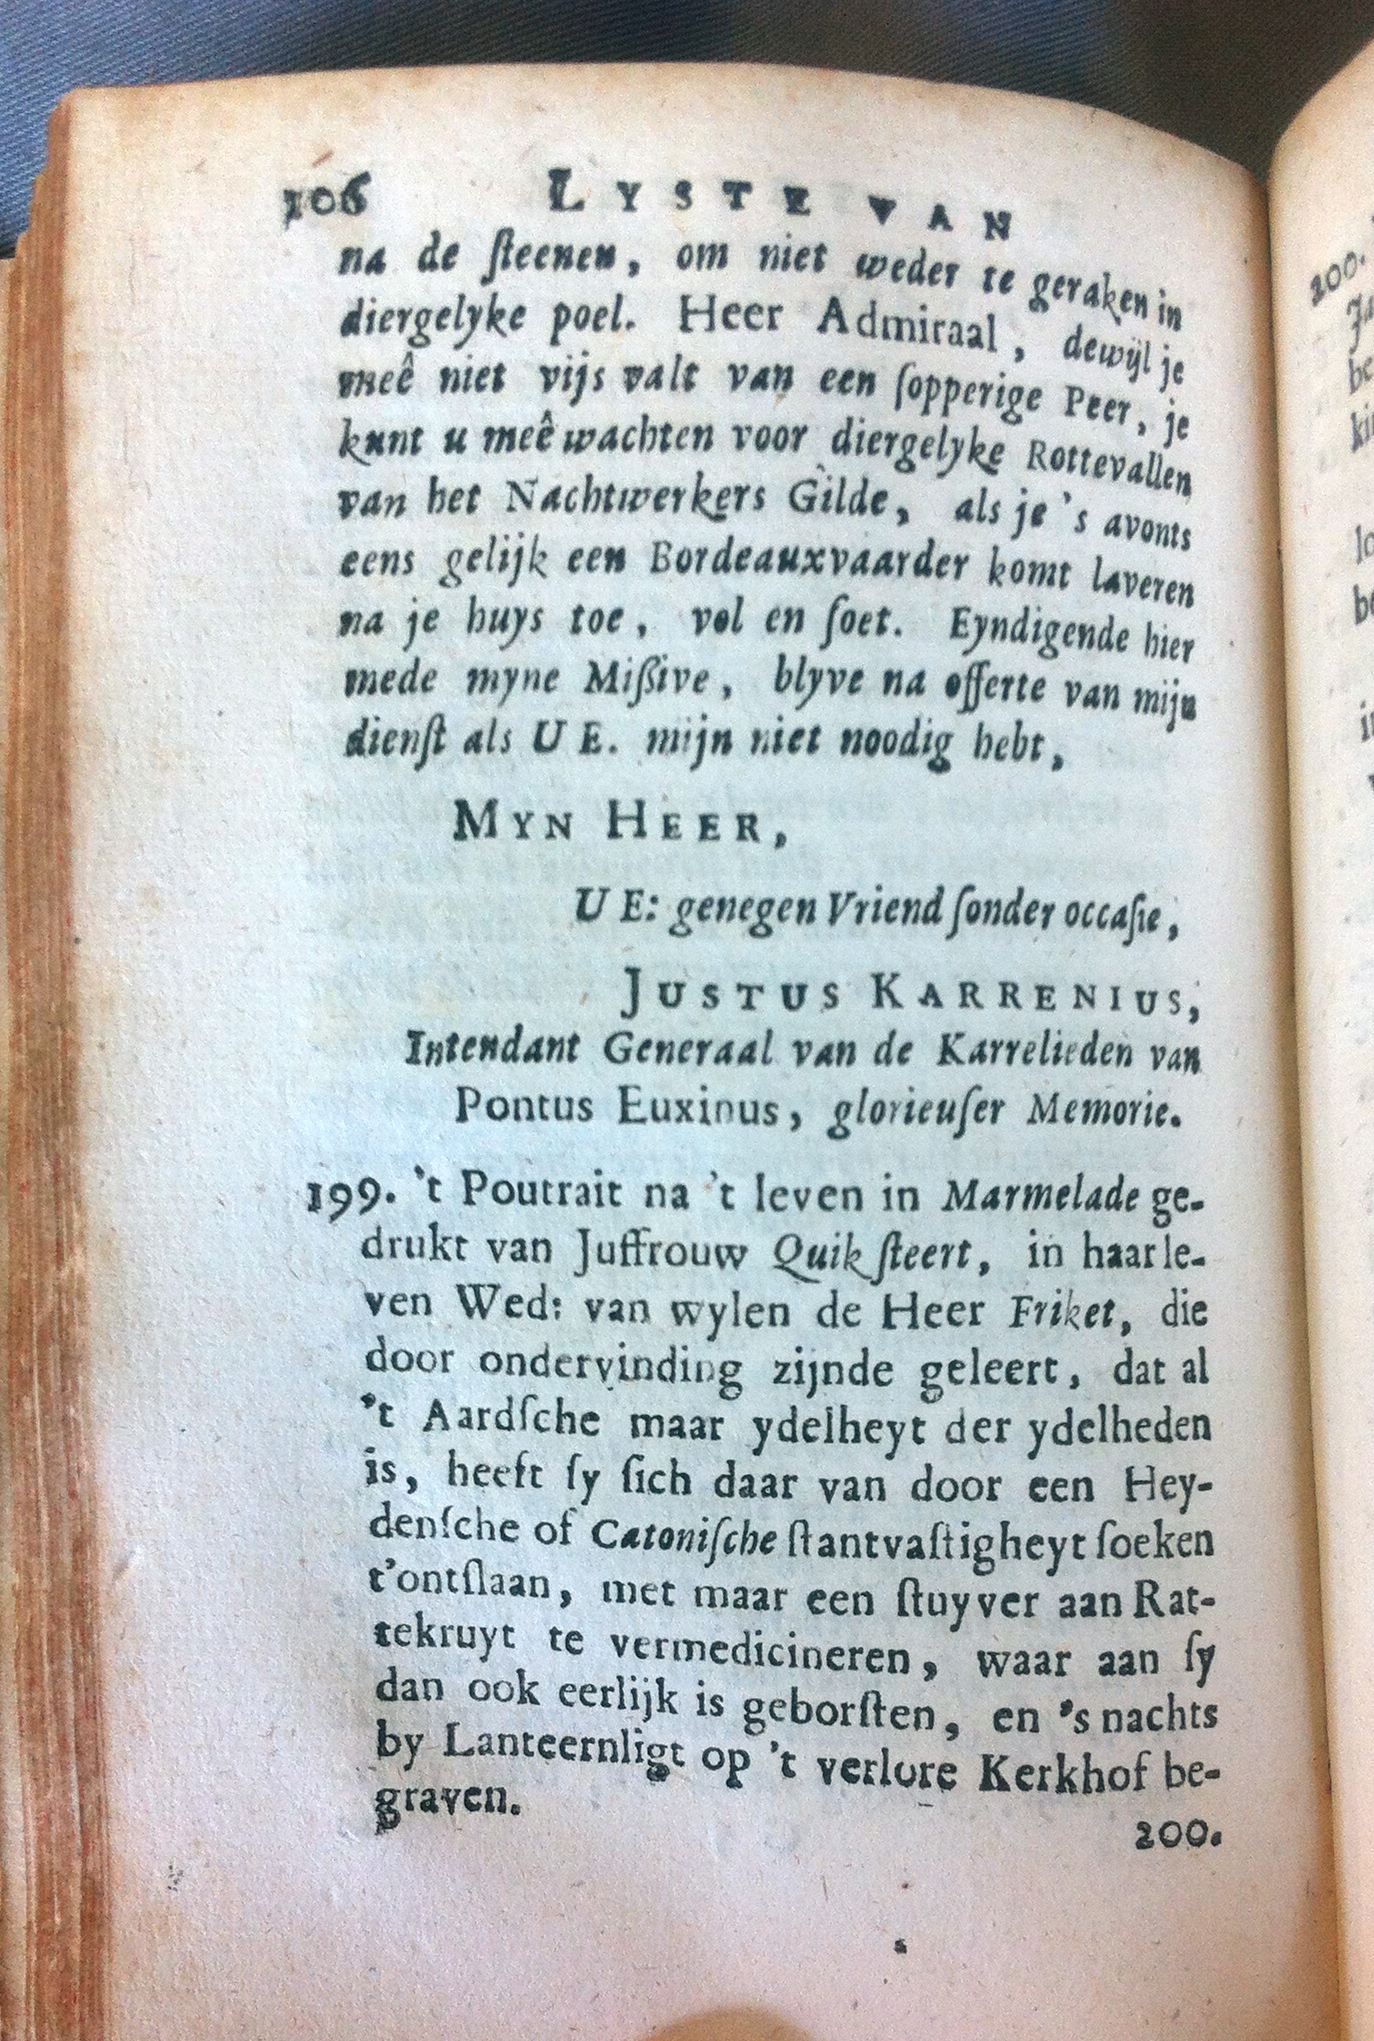 106 LYSTE VAN
na de ſteenen, om niet weder te geraken in
diergelyke poel. Heer Admiraal, dewijl je
meê niet vijs valt van een ſopperige Peer, je
kunt u meê wachten voor diergelyke Rottevallen
van het Nachtwerkers Gilde, als je 's avonts
eens gelijk een Bordeauxvaarder komt laveren
na je huys toe, vol en ſoet. Eyndigende hier
mede myne Miſſive, blyve na offerte van mijn
dienſt als U E. mijn niet noodig hebt,
MYN HEER,
U E: genegen Vriend ſonder occaſie,
JUSTUS KARRENIUS,
Intendant Generaal van de Karrelieden van
Pontus Euxinus, glorieuſer Memorie.
199. 't Poutrait na 't leven in Marmelade ge-
drukt van Juffrouw Quikſteert, in haar le-
ven Wed: van wylen de Heer Friket, die
door ondervinding zijnde geleert, dat al
't Aardſche maar ydelheyt der ydelheden
is, heeft ſy ſich daar van door een Hey-
denſche of Catoniſche ſtantvaſtigheyt ſoeken
t'ontſlaan, met maar een ſtuyver aan Rat-
tekruyt te vermedicineren, waar aan ſy
dan ook eerlijk is geborſten, en 's nachts
by Lanteernligt op 't verlore Kerkhof be-
graven.
200.
200.
be